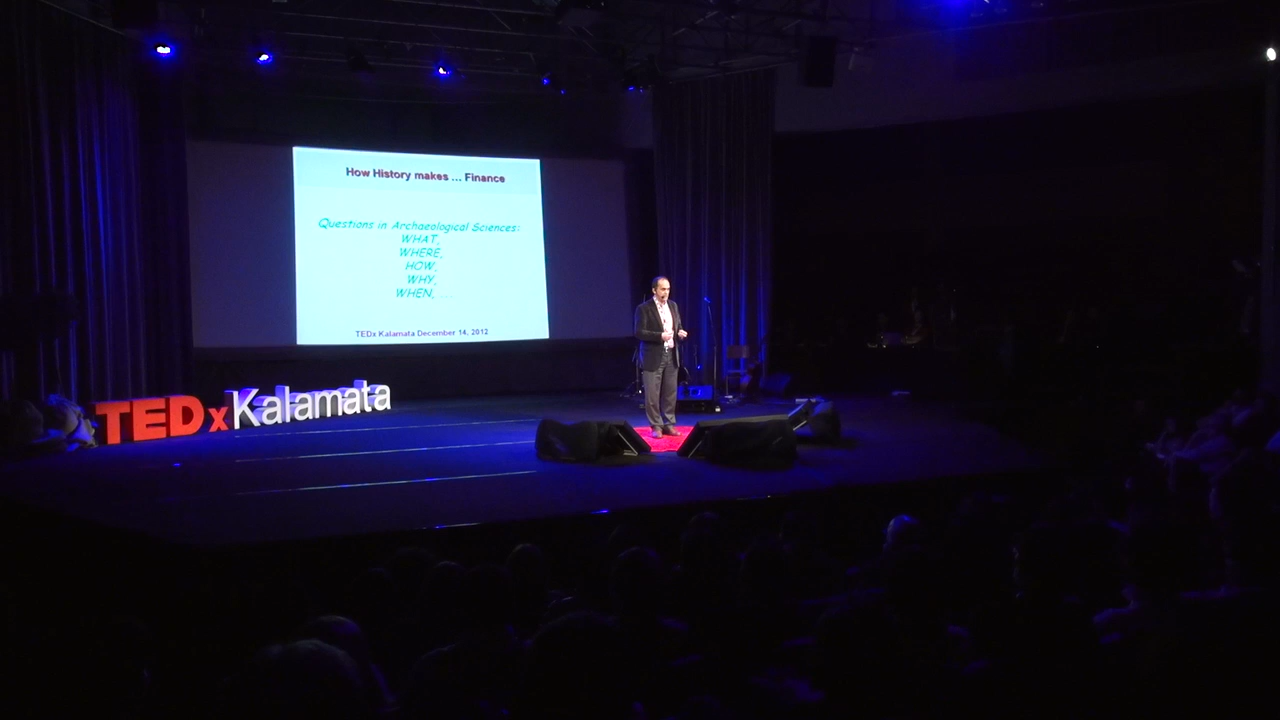 How History makes ... Finance
Questions in Archaeological Sciences:
WHAT,
WHERE,
HOW,
WHY,
WHEN, ....
TEDx Kalamata December 14, 2012
TEDxKalamata